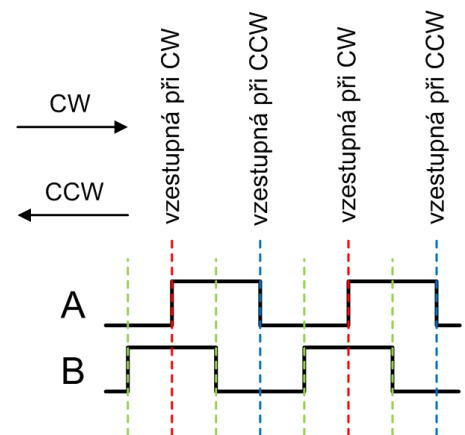 vzestupná při CW
vzestupná při CCW
vzestupná při CW
vzestupná při CCW
CW
CCW
A
B